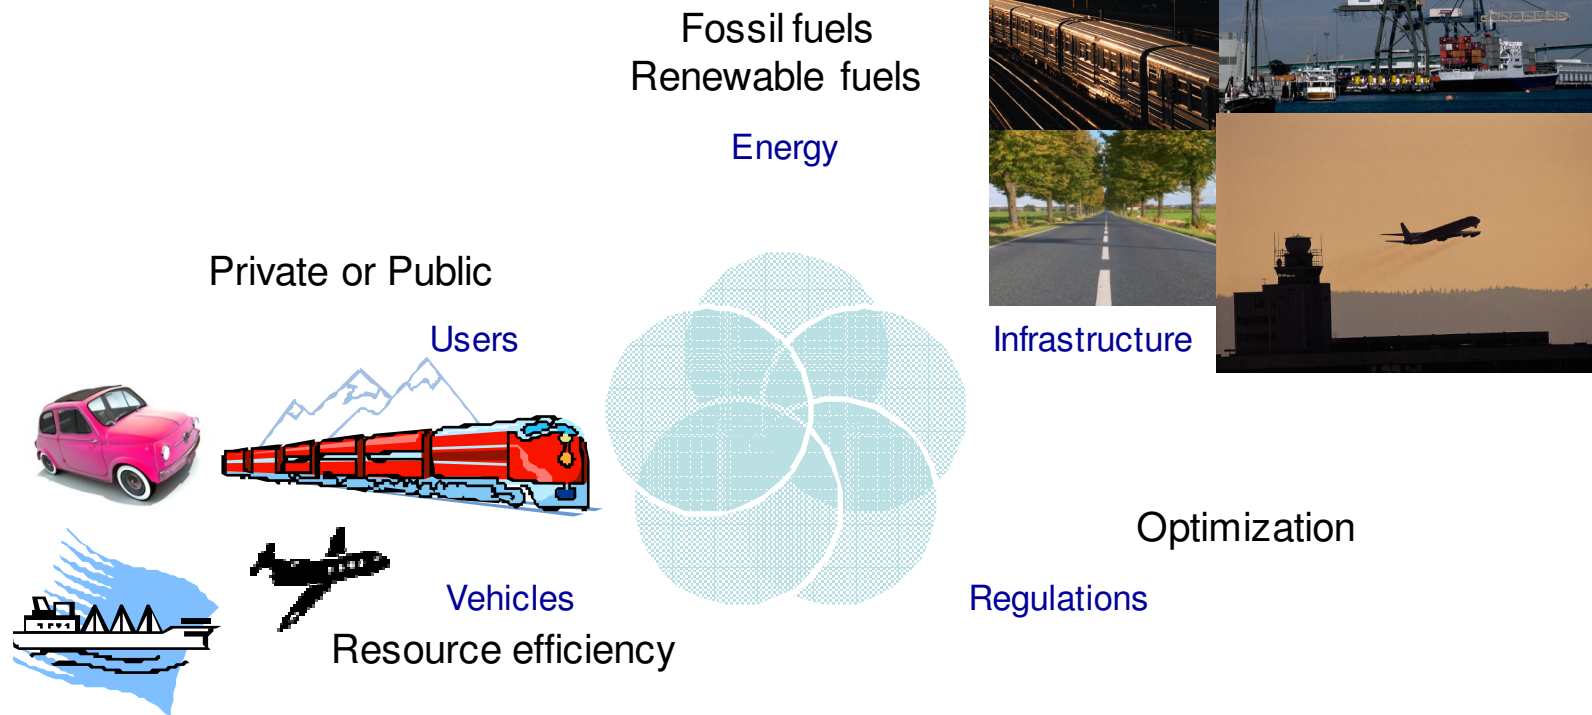 Fossil fuels
Renewable fuels
Energy
Private or Public
Users
Infrastructure
Optimization
Vehicles
Regulations
Resource efficiency